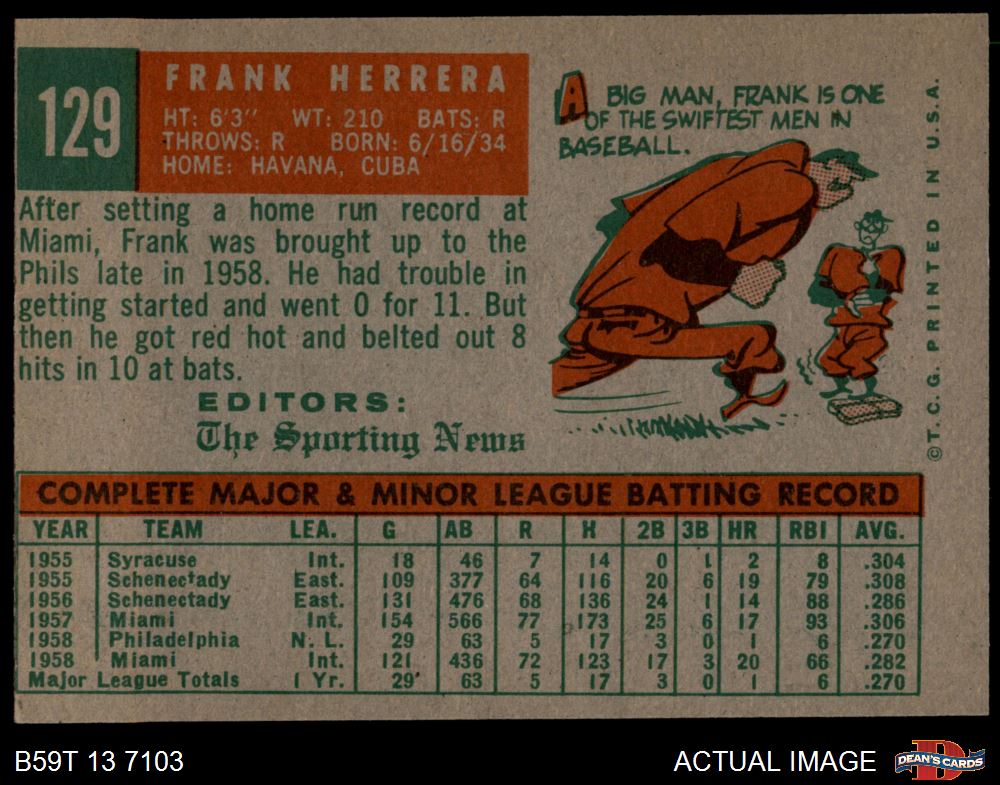 129
FRANK HERRERA
HT: 6'3" WT: 210 BATS: R
THROWS: R BORN: 6/16/34
HOME: HAVANA, CUBA
After setting a home run record at
Miami, Frank was brought up to the
Phils late in 1958. He had trouble in
getting started and went 0 for 11. But
then he got red hot and belted out 8
hits in 10 at bats.
EDITORS:
The Sporting News
A BIG MAN, FRANK IS ONE
OF THE SWIFTEST MEN IN
BASEBALL.
©T. C. G. PRINTED IN U.S.A.
COMPLETE MAJOR & MINOR LEAGUE BATTING RECORD
YEAR TEAM LEA. G AB R H 2B 3B HR RBI AVG.
1955 Syracuse Int. 18 46 7 14 0 1 2 8 .304
1955 Schenectady East. 109 377 64 116 20 6 19 79 .308
1956 Schenectady East. 131 476 68 136 24 1 14 88 .286
1957 Miami Int. 154 566 77 173 25 6 17 93 .306
1958 Philadelphia N. L. 29 63 5 17 3 0 1 6 .270
1958 Miami Int. 121 436 72 123 17 3 20 66 .282
Major League Totals 1 Yr. 29 63 5 17 3 0 1 6 .270
B59T 13 7103
ACTUAL IMAGE
D
DEAN'S CARDS